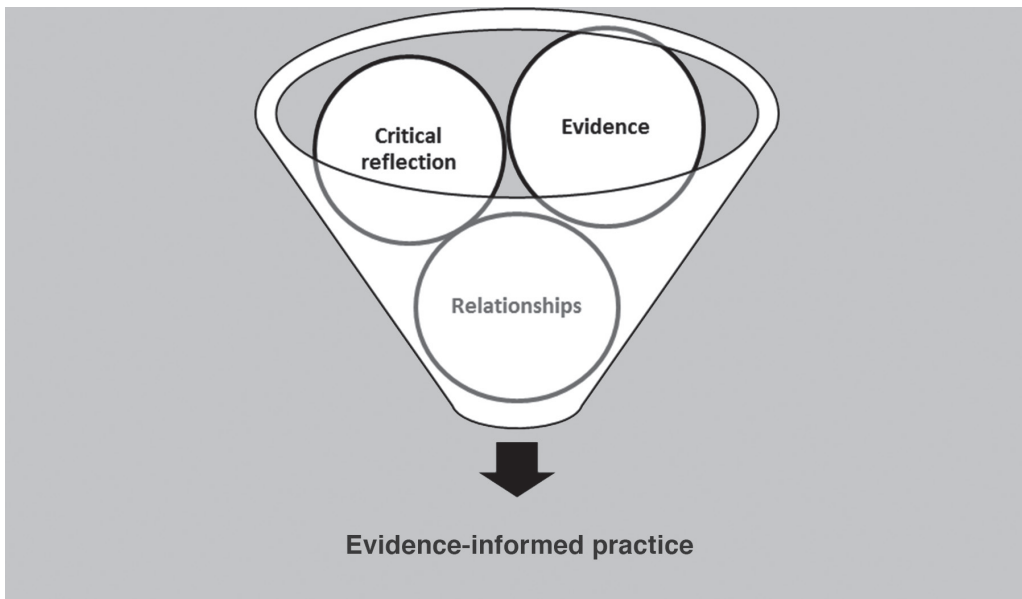 Critical
reflection
Evidence
Relationships
Evidence-informed practice